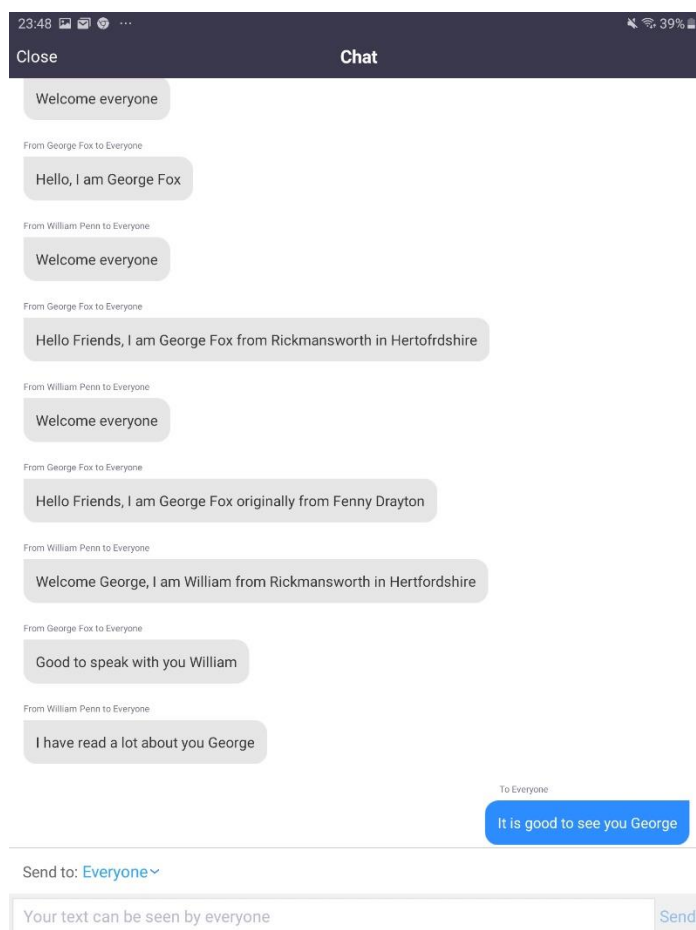 23:48 ...
39%
Close Chat
Welcome everyone
From George Fox to Everyone
Hello, I am George Fox
From William Penn to Everyone
Welcome everyone
From George Fox to Everyone
Hello Friends, I am George Fox from Rickmansworth in Hertofrdshire
From William Penn to Everyone
Welcome everyone
From George Fox to Everyone
Hello Friends, I am George Fox originally from Fenny Drayton
From William Penn to Everyone
Welcome George, I am William from Rickmansworth in Hertfordshire
From George Fox to Everyone
Good to speak with you William
From William Penn to Everyone
I have read a lot about you George
To Everyone
It is good to see you George
Send to: Everyone
Your text can be seen by everyone Send